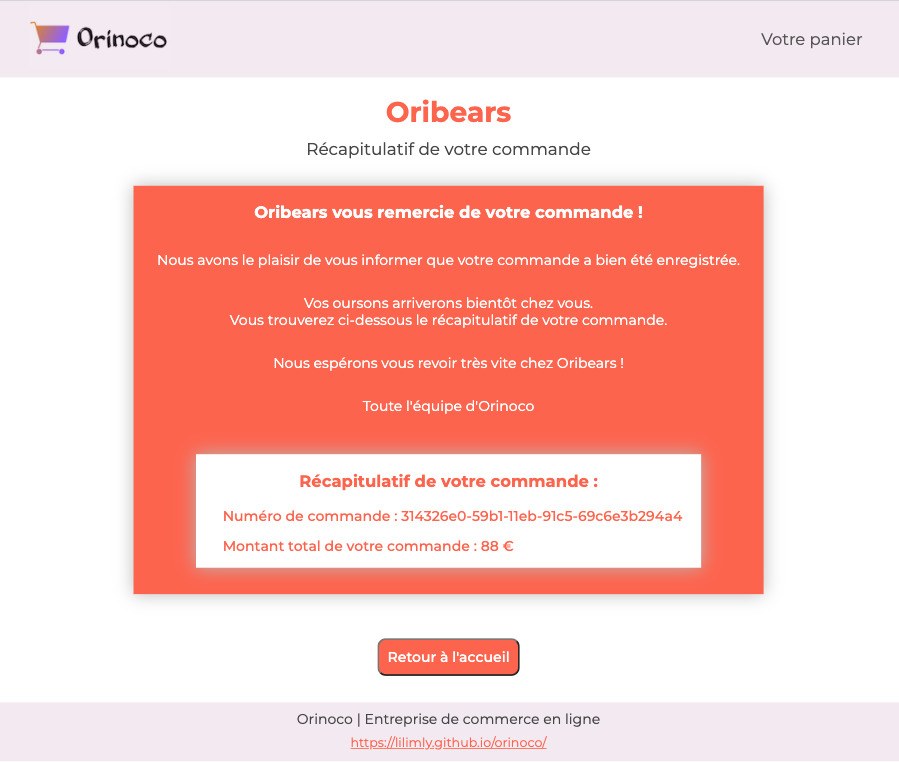 Orinoco
Votre panier
Oribears
Récapitulatif de votre commande
Oribears vous remercie de votre commande !
Nous avons le plaisir de vous informer que votre commande a bien été enregistrée.
Vos oursons arriverons bientôt chez vous.
Vous trouverez ci-dessous le récapitulatif de votre commande.
Nous espérons vous revoir très vite chez Oribears !
Toute l'équipe d'Orinoco
Récapitulatif de votre commande :
Numéro de commande : 314326e0-59b1-11eb-91c5-69c6e3b294a4
Montant total de votre commande : 88 €
Retour à l'accueil
Orinoco | Entreprise de commerce en ligne
https://lilimly.github.io/orinoco/